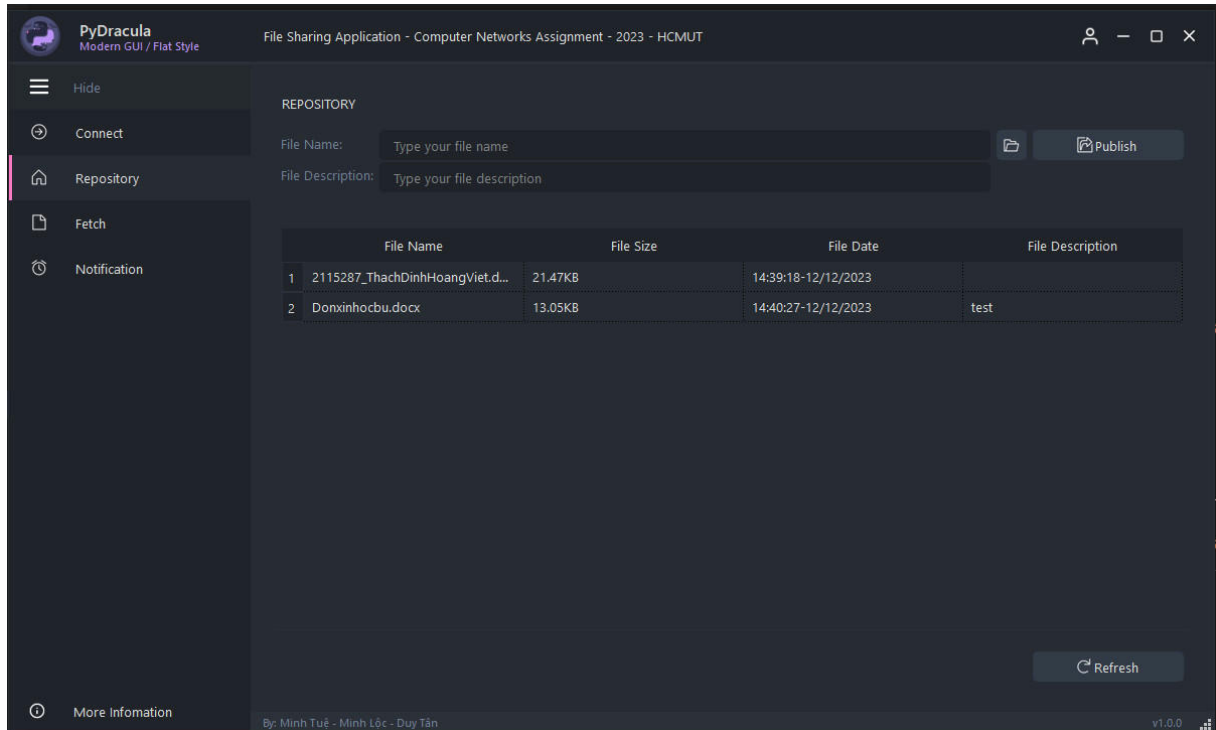 PyDracula
Modern GUI / Flat Style
File Sharing Application - Computer Networks Assignment - 2023 - HCMUT
Hide
Connect
Repository
Fetch
Notification
More Infomation
REPOSITORY
File Name: Type your file name Publish
File Description: Type your file description
File Name File Size File Date File Description
1 2115287_ThachDinhHoangViet.d... 21.47KB 14:39:18-12/12/2023
2 Donxinhocbu.docx 13.05KB 14:40:27-12/12/2023 test
Refresh
By: Minh Tuệ - Minh Lộc - Duy Tân v1.0.0